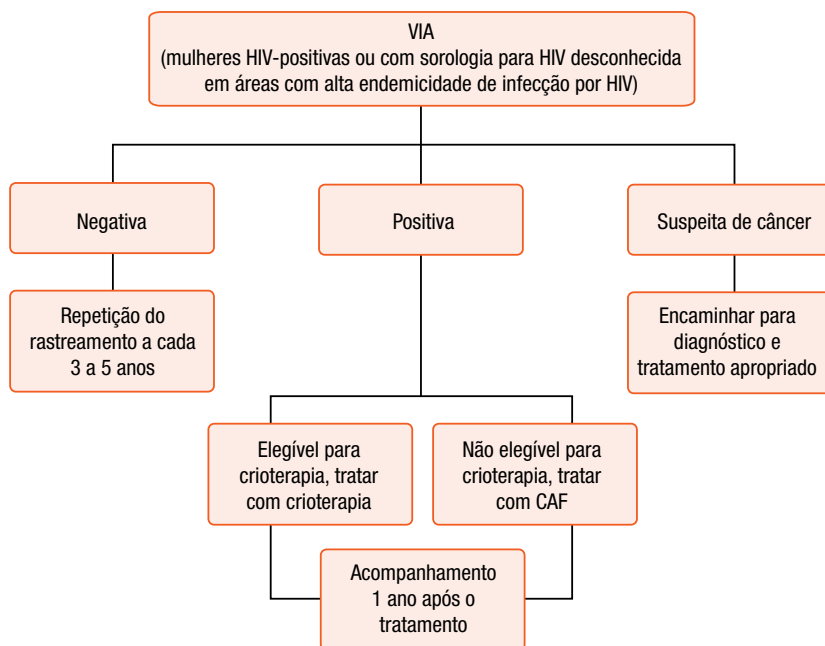 VIA
(mulheres HIV-positivas ou com sorologia para HIV desconhecida
em áreas com alta endemicidade de infecção por HIV)
Negativa
Positiva
Suspeita de câncer
Repetição do
rastreamento a cada
3 a 5 anos
Encaminhar para
diagnóstico e
tratamento apropriado
Elegível para
crioterapia, tratar
com crioterapia
Não elegível para
crioterapia, tratar
com CAF
Acompanhamento
1 ano após o
tratamento